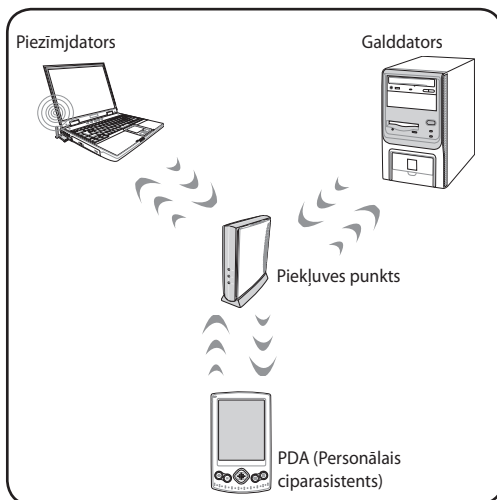 Piezīmjdators
Galddators
Piekļuves punkts
PDA (Personālais
ciparasistents)